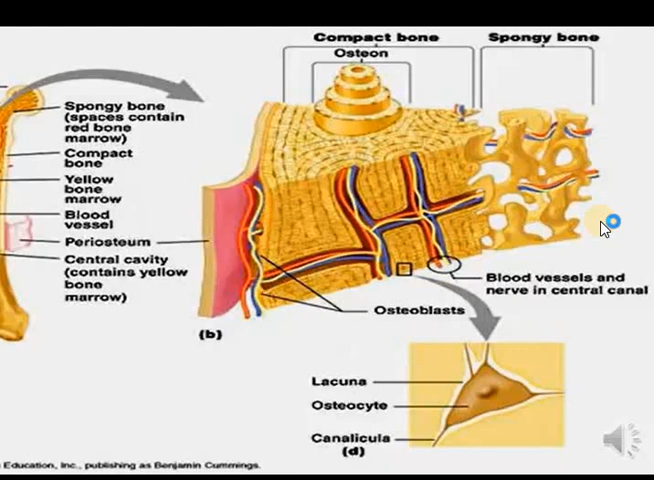 Compact bone
Spongy bone
Osteon
Spongy bone
(spaces contain
red bone
marrow)
Compact
bone
Yellow
bone
marrow
Blood
vessel
Periosteum
Central cavity
(contains yellow
bone
marrow)
Blood vessels and
nerve in central canal
Osteoblasts
(b)
Lacuna
Osteocyte
Canalicula
(d)
Education, Inc., publishing as Benjamin Cummings.